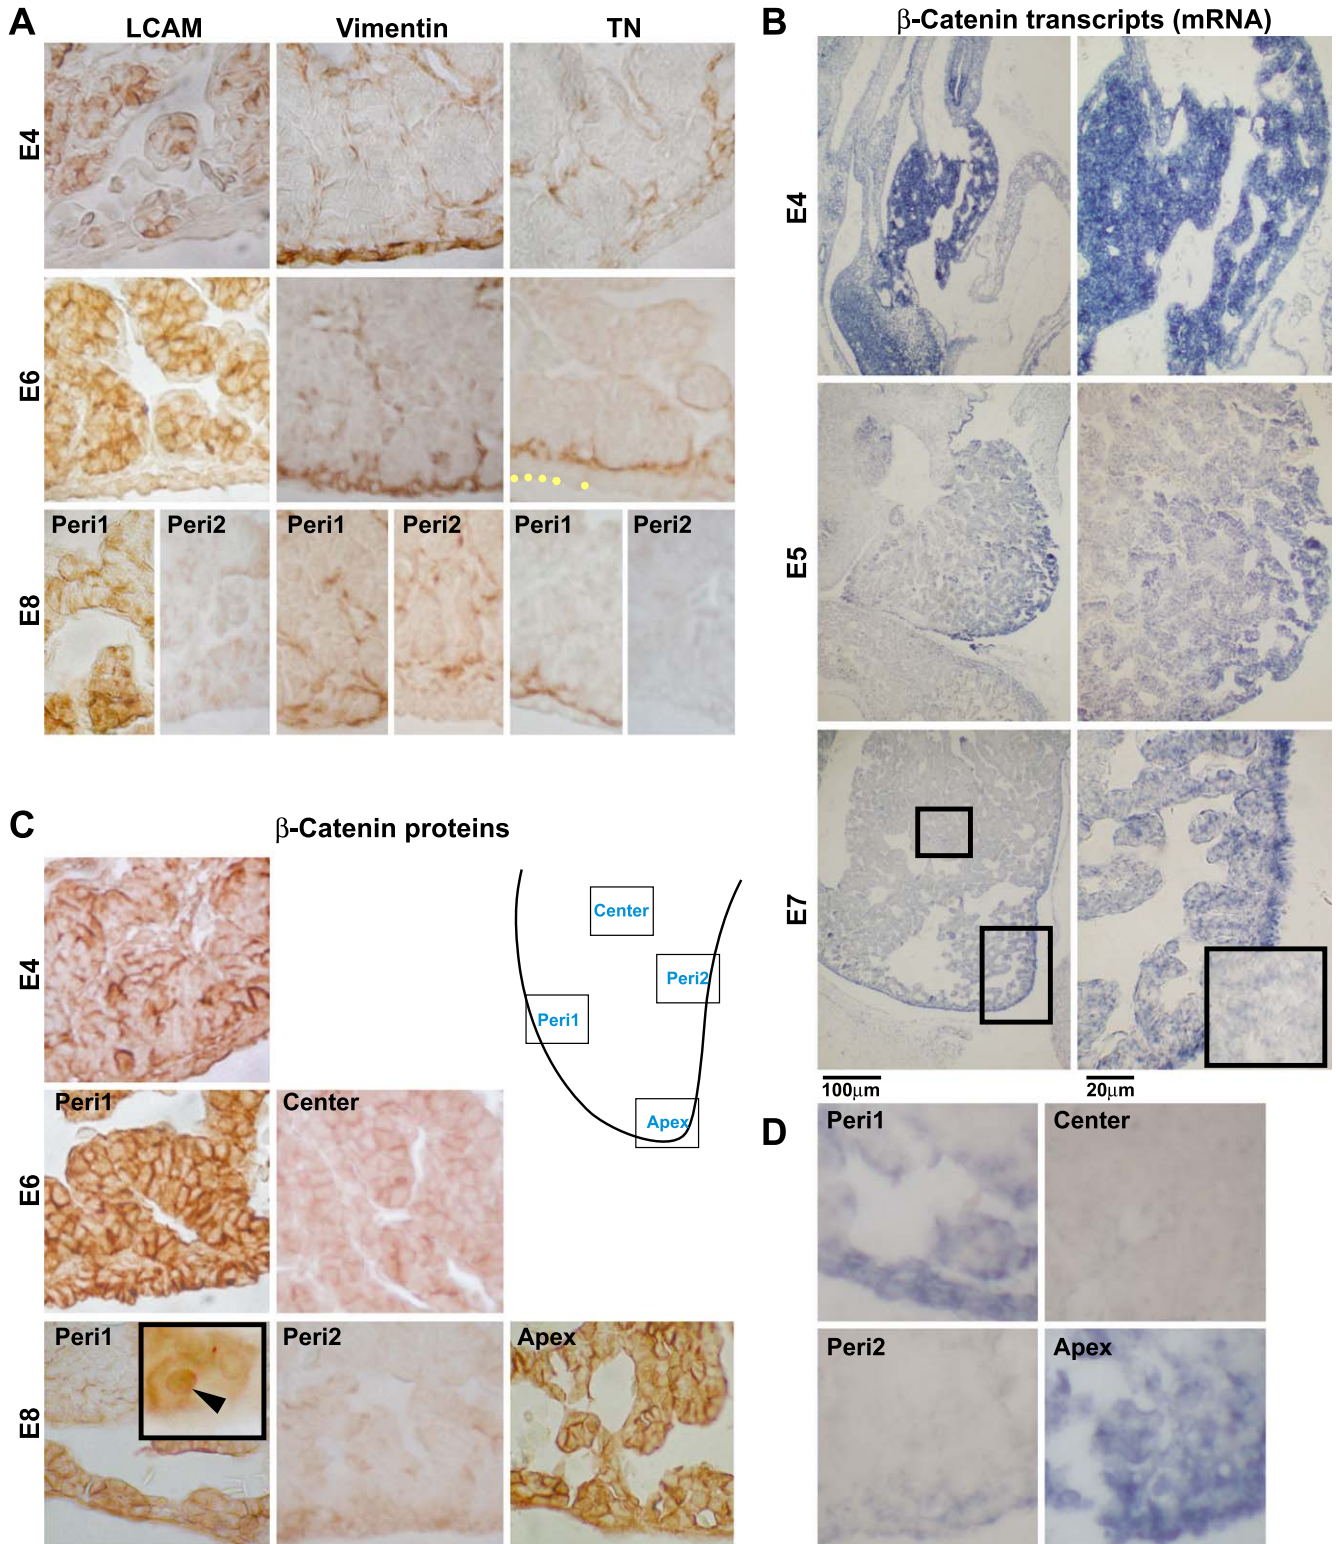 A
LCAM
Vimentin
TN
E4
E6
E8
Peri1
Peri2
Peri1
Peri2
Peri1
Peri2
B
β-Catenin transcripts (mRNA)
E4
E5
E7
100μm
20μm
C
β-Catenin proteins
E4
E6
Peri1
Center
E8
Peri1
Peri2
Apex
Center
Peri2
Peri1
Apex
D
Peri1
Center
Peri2
Apex